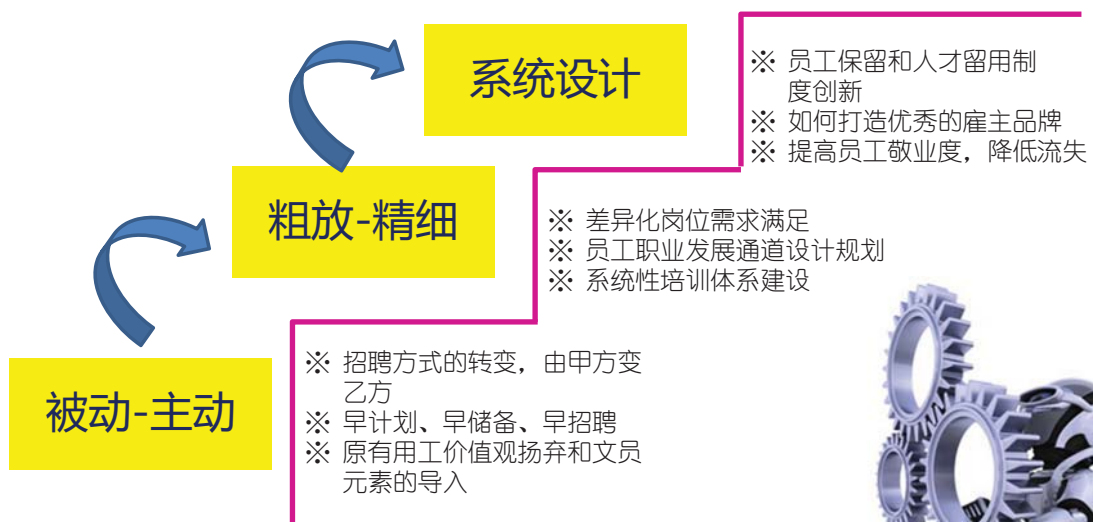 系统设计
※ 员工保留和人才留用制
度创新
※ 如何打造优秀的雇主品牌
※ 提高员工敬业度，降低流失
粗放-精细
※ 差异化岗位需求满足
※ 员工职业发展通道设计规划
※ 系统性培训体系建设
被动-主动
※ 招聘方式的转变，由甲方变
乙方
※ 早计划、早储备、早招聘
※ 原有用工价值观扬弃和文员
元素的导入